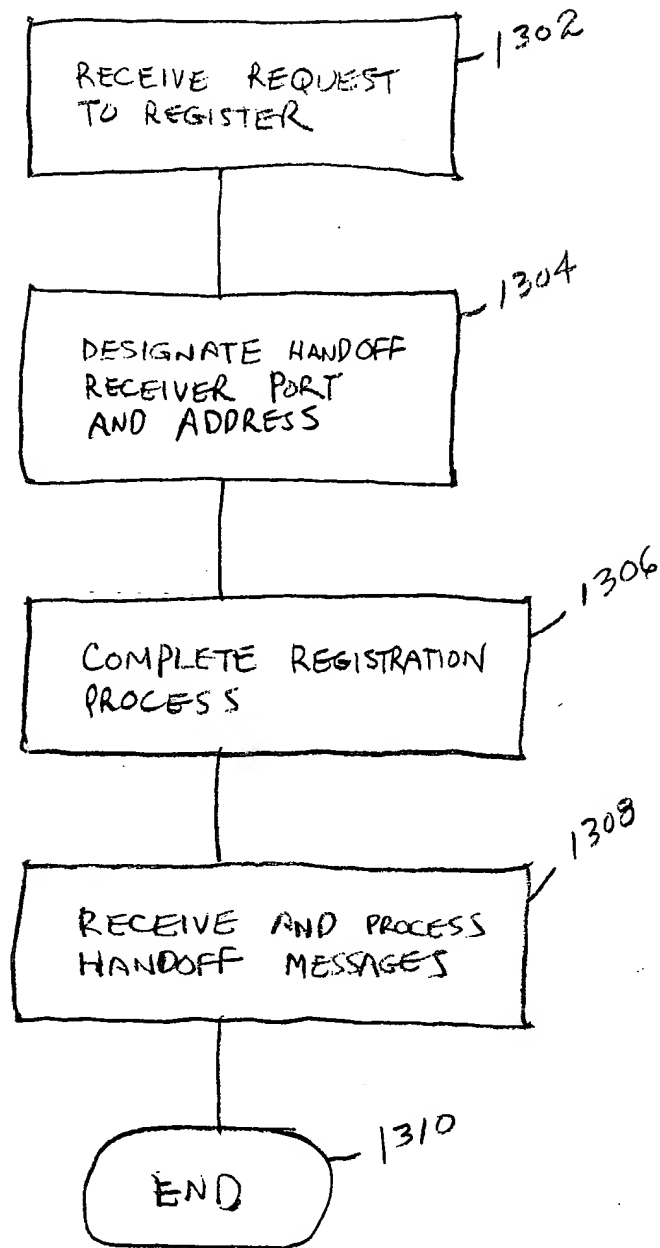 1302
RECEIVE REQUEST
TO REGISTER
1304
DESIGNATE HANDOFF
RECEIVER PORT
AND ADDRESS
1306
COMPLETE REGISTRATION
PROCESS
1308
RECEIVE AND PROCESS
HANDOFF MESSAGES
1310
END